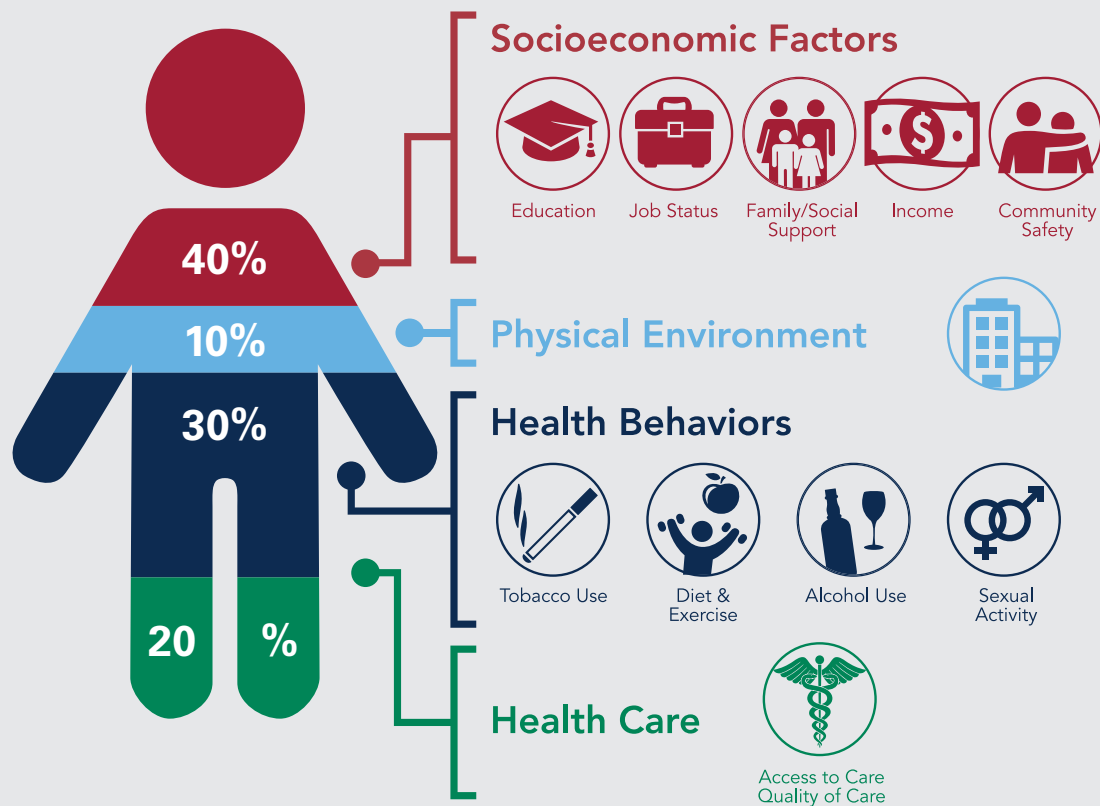 Socioeconomic Factors
Education
Job Status
Family/Social
Support
Income
Community
Safety
40%
10%
Physical Environment
30%
Health Behaviors
Tobacco Use
Diet &
Exercise
Alcohol Use
Sexual
Activity
20 %
Health Care
Access to Care
Quality of Care